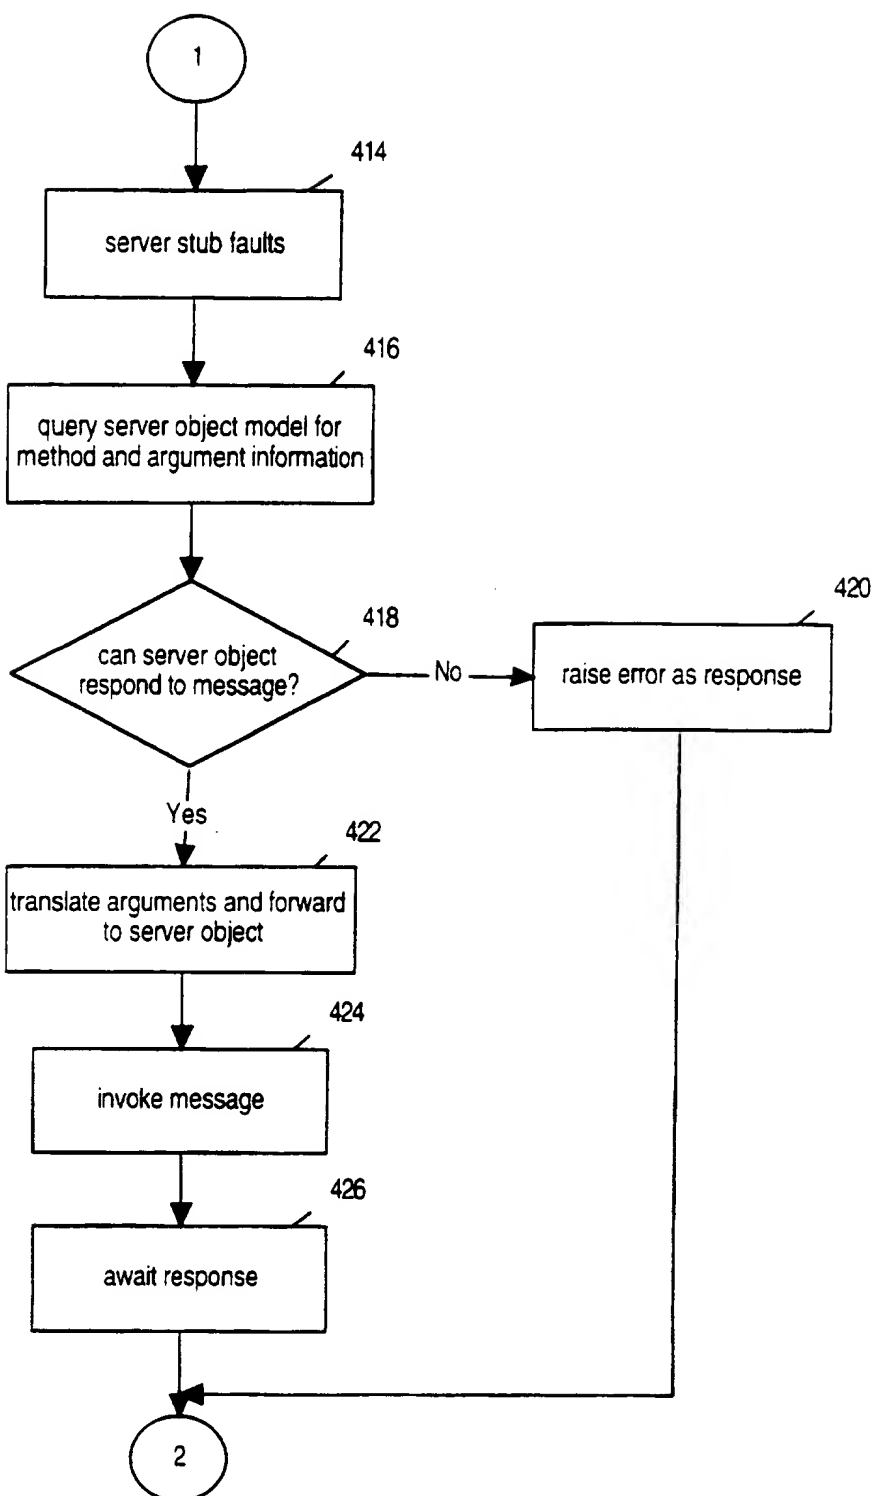 1
414
server stub faults
416
query server object model for
method and argument information
418
can server object
respond to message?
No
420
raise error as response
Yes
422
translate arguments and forward
to server object
424
invoke message
426
await response
2